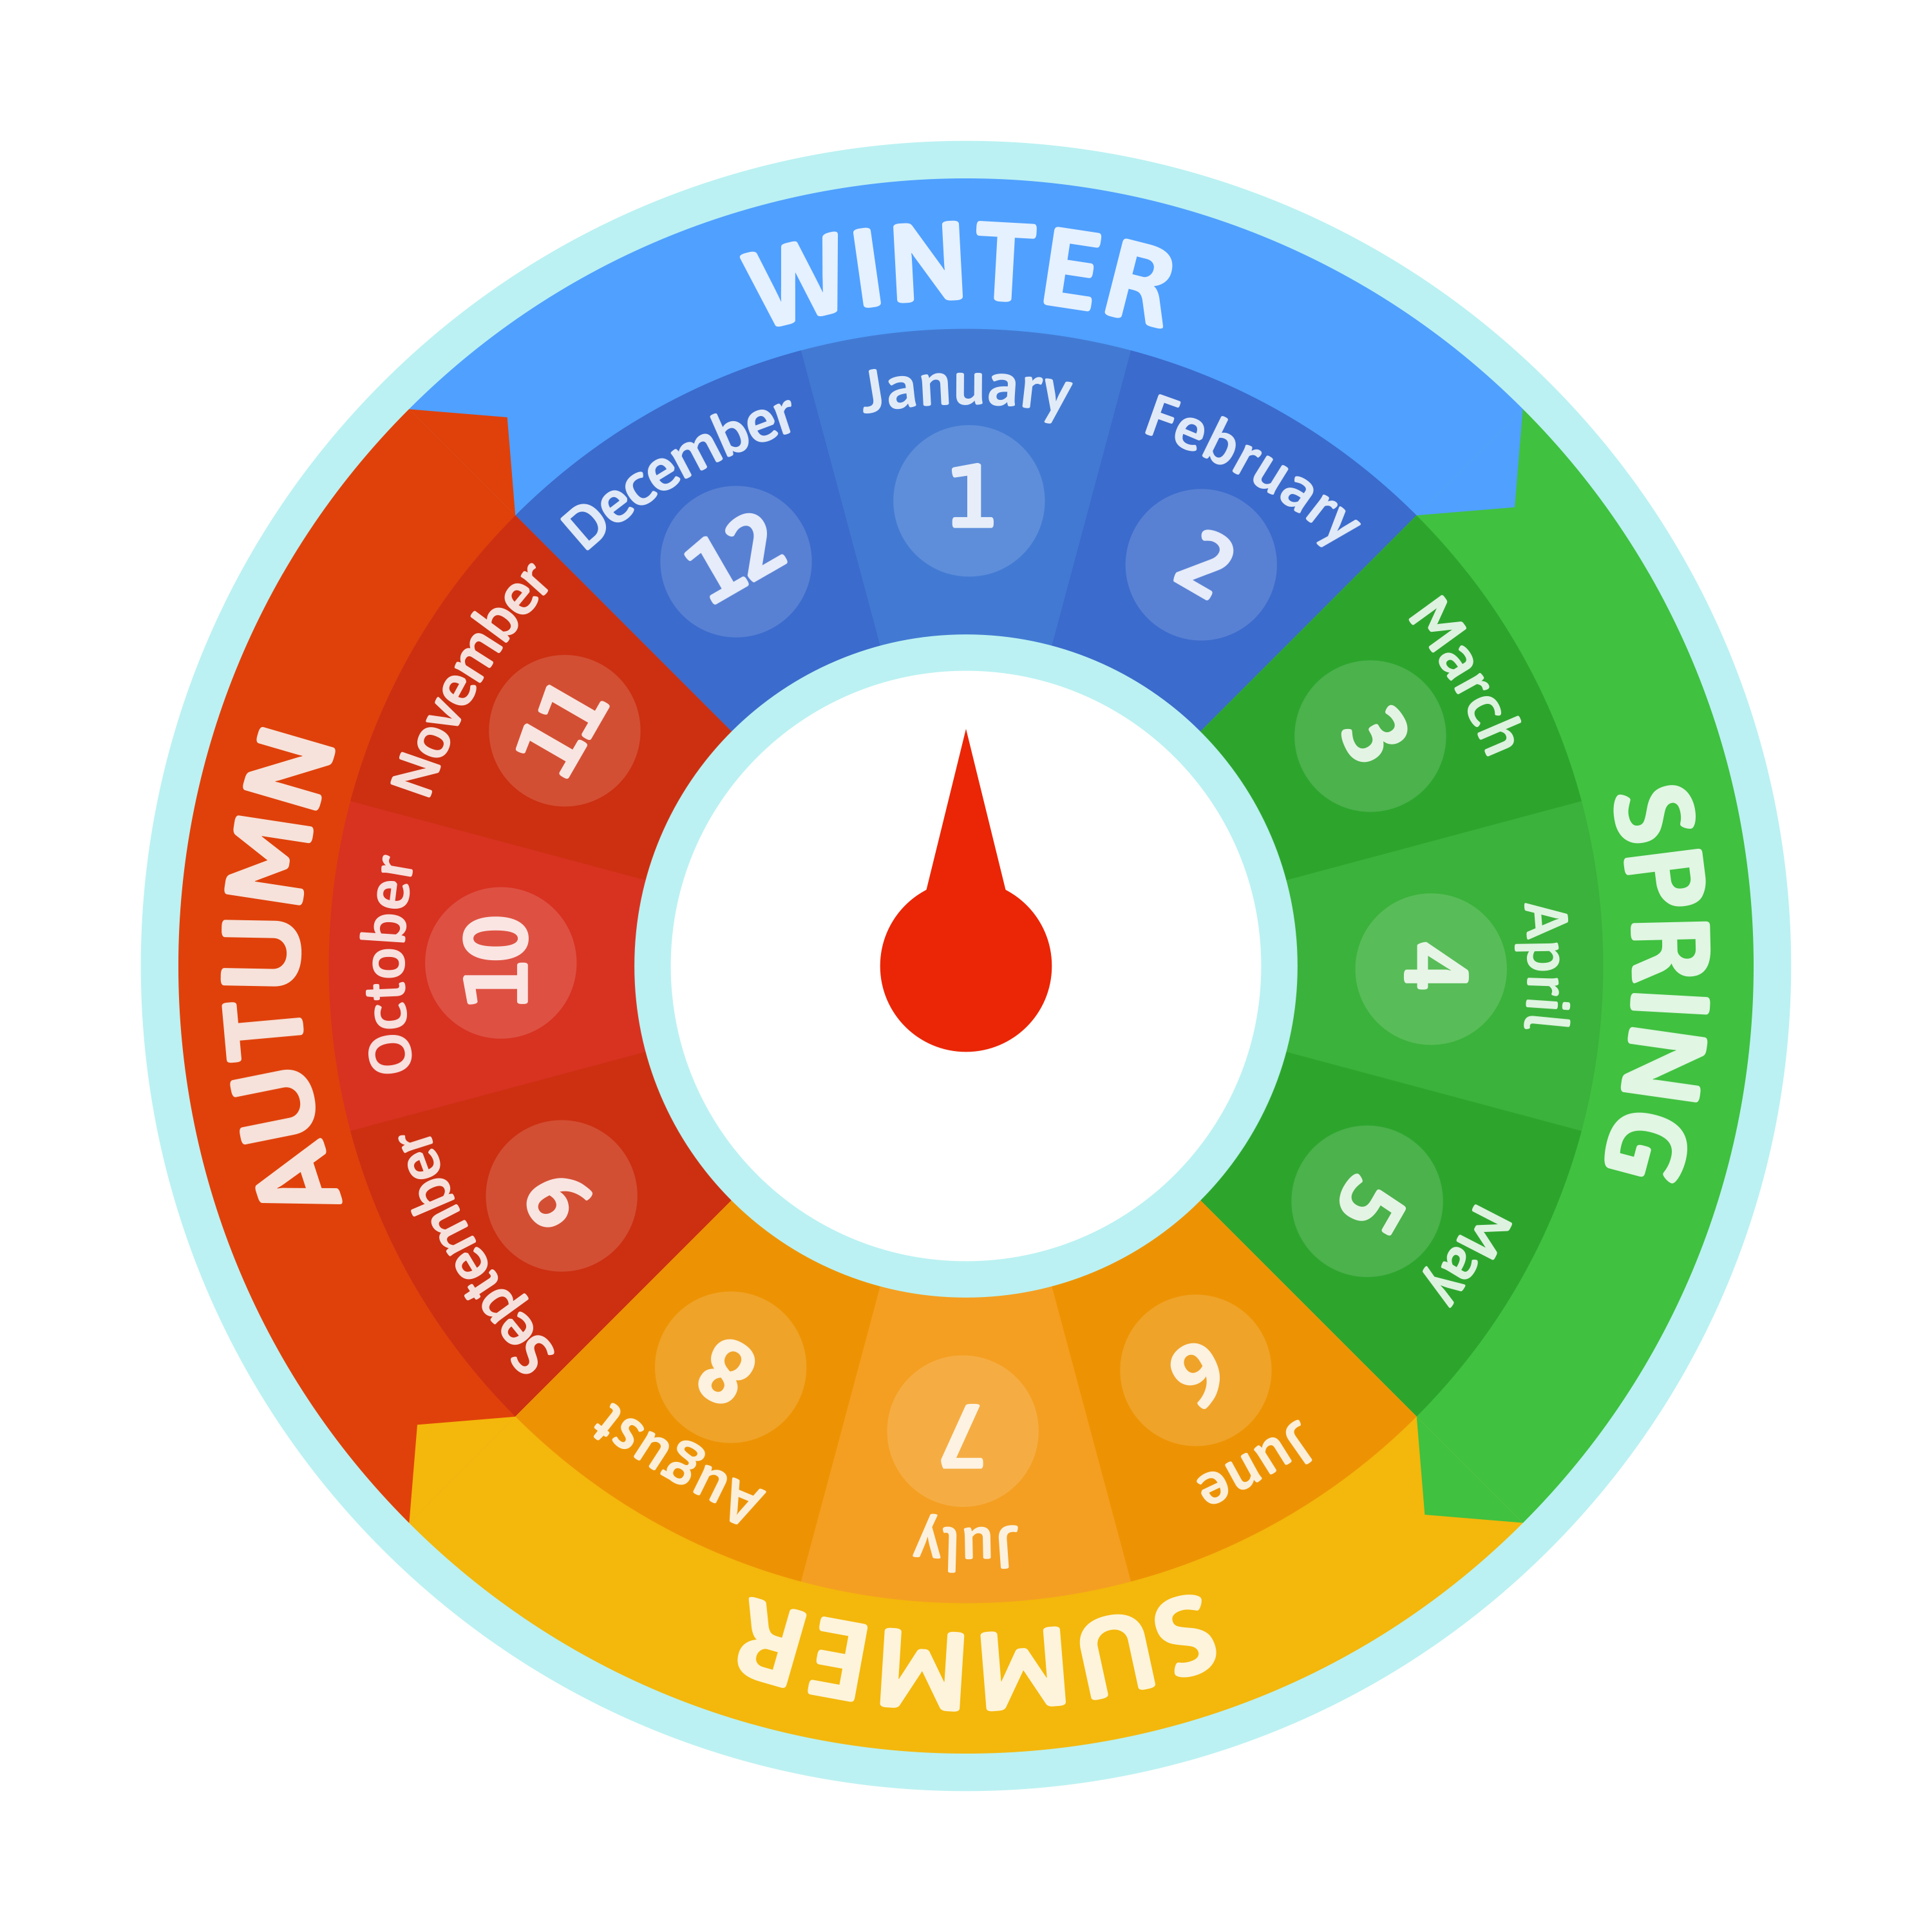 WINTER
January
1
February
2
SPRING
March
3
April
4
May
5
SUMMER
June
6
July
7
August
8
AUTUMN
September
9
October
10
November
11
December
12